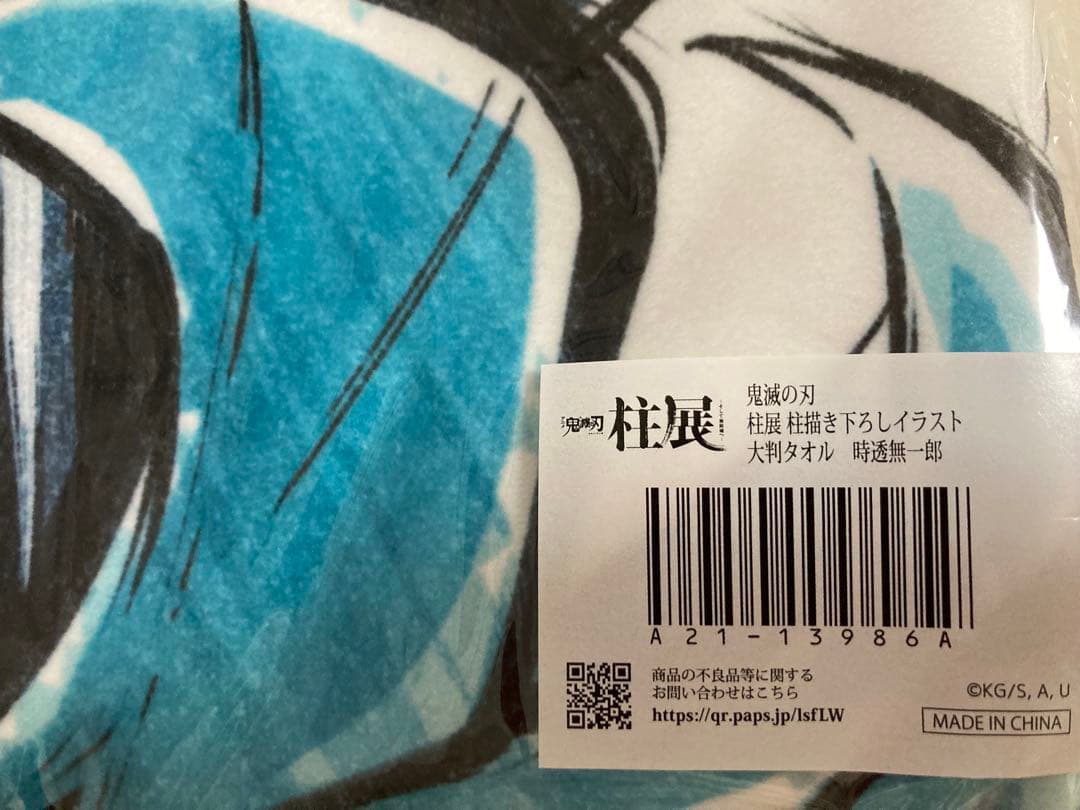 鬼滅の刃
柱展
鬼滅の刃
柱展 柱描き下ろしイラスト
大判タオル　時透無一郎
A21-13986A
商品の不良品等に関する
お問い合わせはこちら
https://qr.paps.jp/lsfLW
©KG/S, A, U
MADE IN CHINA